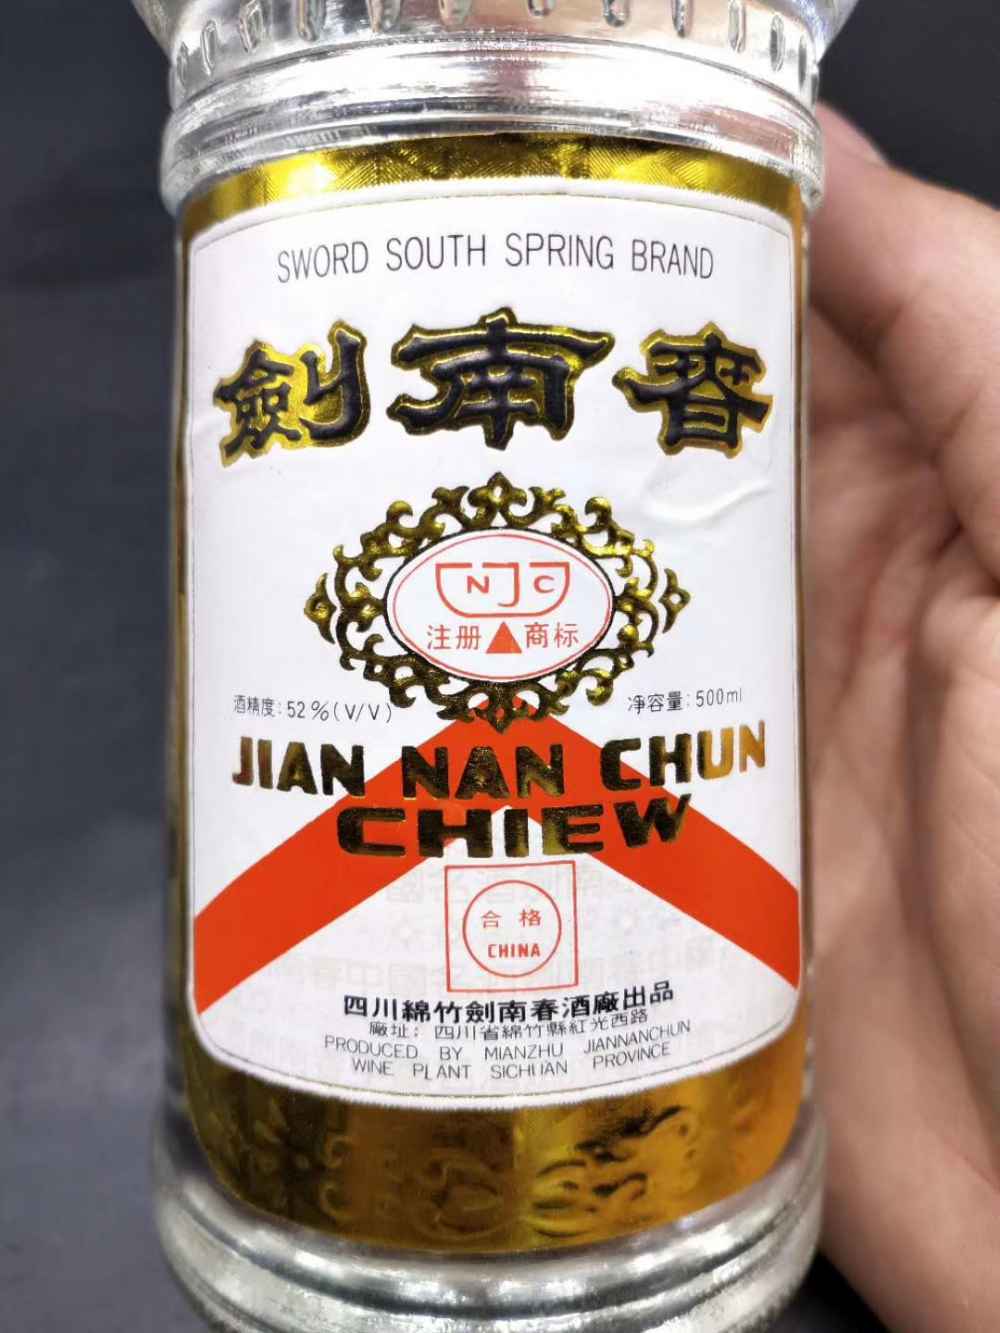 SWORD SOUTH SPRING BRAND
劍南春
NJC
注册 商标
酒精度:52%(V/V)
净容量:500ml
JIAN NAN CHUN
CHIEW
合格
CHINA
四川綿竹劍南春酒廠出品
廠址:四川省綿竹縣紅光西路
PRODUCED BY MIANZHU JIANNANCHUN
WINE PLANT SICHUAN PROVINCE